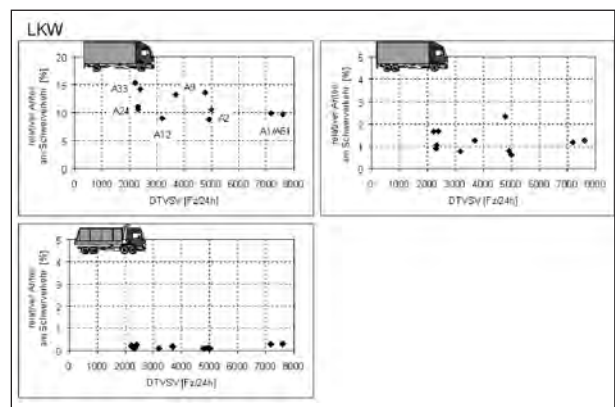 LKW
relativer Anteil
am Schwerverkehr [%]
20
15
10
5
0
A33
A24
A12
A9
A2
A1/A61
0 1000 2000 3000 4000 5000 6000 7000 8000
DTVSV [Fz/24h]
relativer Anteil
am Schwerverkehr [%]
5
4
3
2
1
0
0 1000 2000 3000 4000 5000 6000 7000 8000
DTVSV [Fz/24h]
relativer Anteil
am Schwerverkehr [%]
5
4
3
2
1
0
0 1000 2000 3000 4000 5000 6000 7000 8000
DTVSV [Fz/24h]